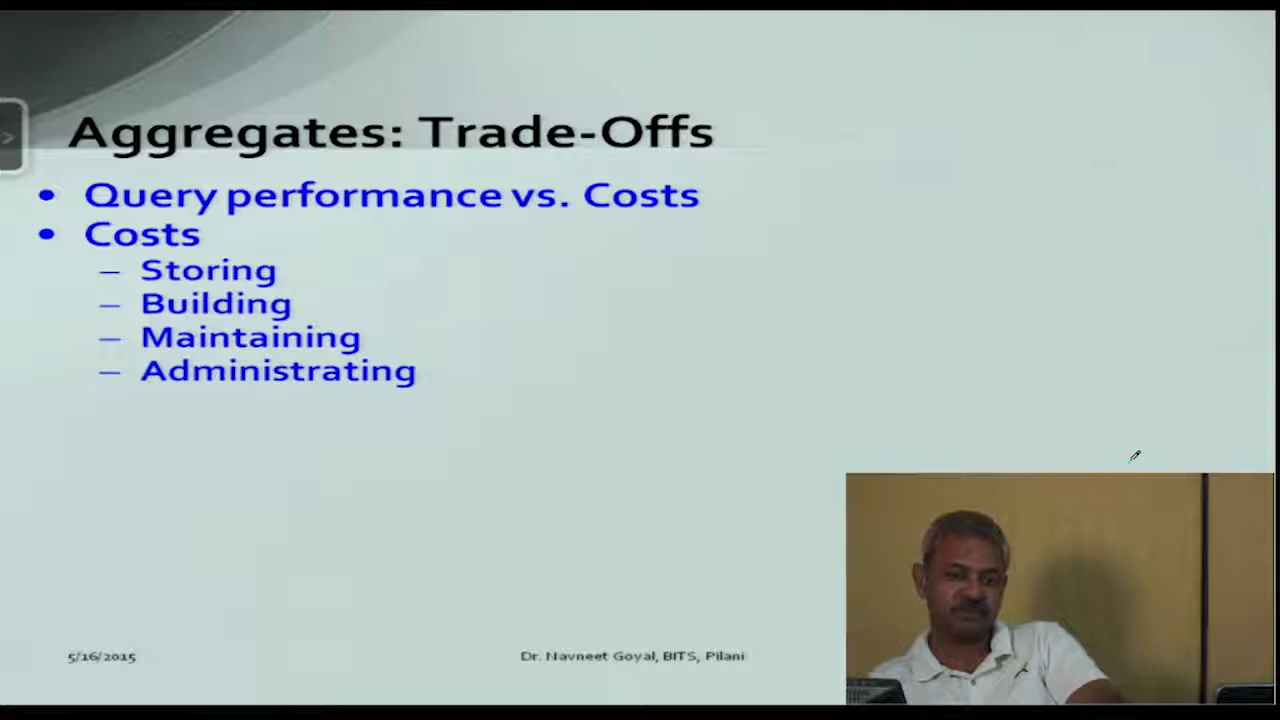 Aggregates: Trade-Offs
• Query performance vs. Costs
• Costs
– Storing
– Building
– Maintaining
– Administrating
5/16/2015
Dr. Navneet Goyal, BITS, Pilani